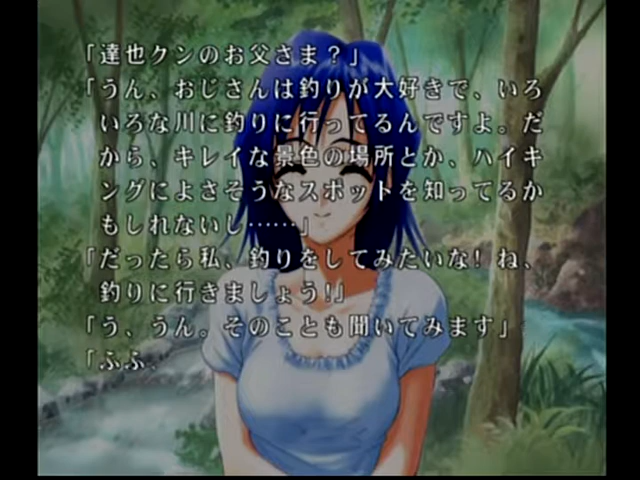 「達也クンのお父さま？」
「うん、おじさんは釣りが大好きで、いろ
いろな川に釣りに行ってるんですよ。だ
から、キレイな景色の場所とか、ハイキ
ングによさそうなスポットを知ってるか
もしれないし……」
「だったら私、釣りをしてみたいな！ね、
釣りに行きましょう！」
「う、うん。そのことも聞いてみます」
「ふふ、